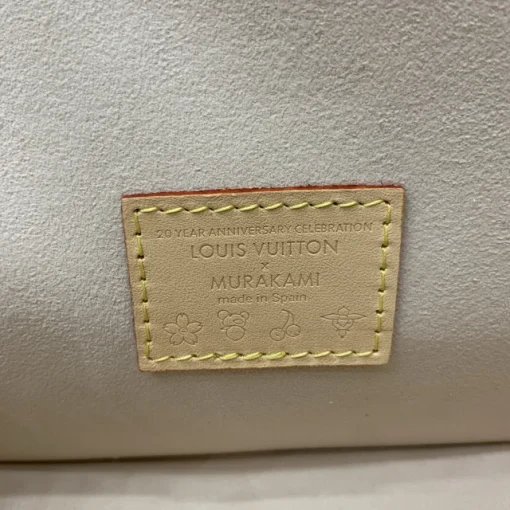 20 YEAR ANNIVERSARY CELEBRATION
LOUIS VUITTON
×
MURAKAMI
made in Spain